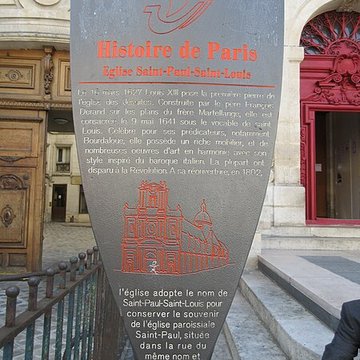 Histoire de Paris
Eglise Saint-Paul-Saint-Louis
Le 16 mars 1627 Louis XIII pose la première pierre de
l'église des Jésuites. Construite par le père François
Derand sur les plans du frère Martellange, elle est
consacrée le 9 mai 1641 sous le vocable de saint
Louis. Célèbre pour ses prédicateurs, notamment
Bourdaloue, elle possède un riche mobilier, et de
nombreuses oeuvres d'art en harmonie avec son
style inspiré du baroque italien. La plupart ont
disparu à la Révolution. A sa réouverture, en 1802,
l'église adopte le nom de
Saint-Paul-Saint-Louis pour
conserver le souvenir
de l'église paroissiale
Saint-Paul, située
dans la rue du
même nom et